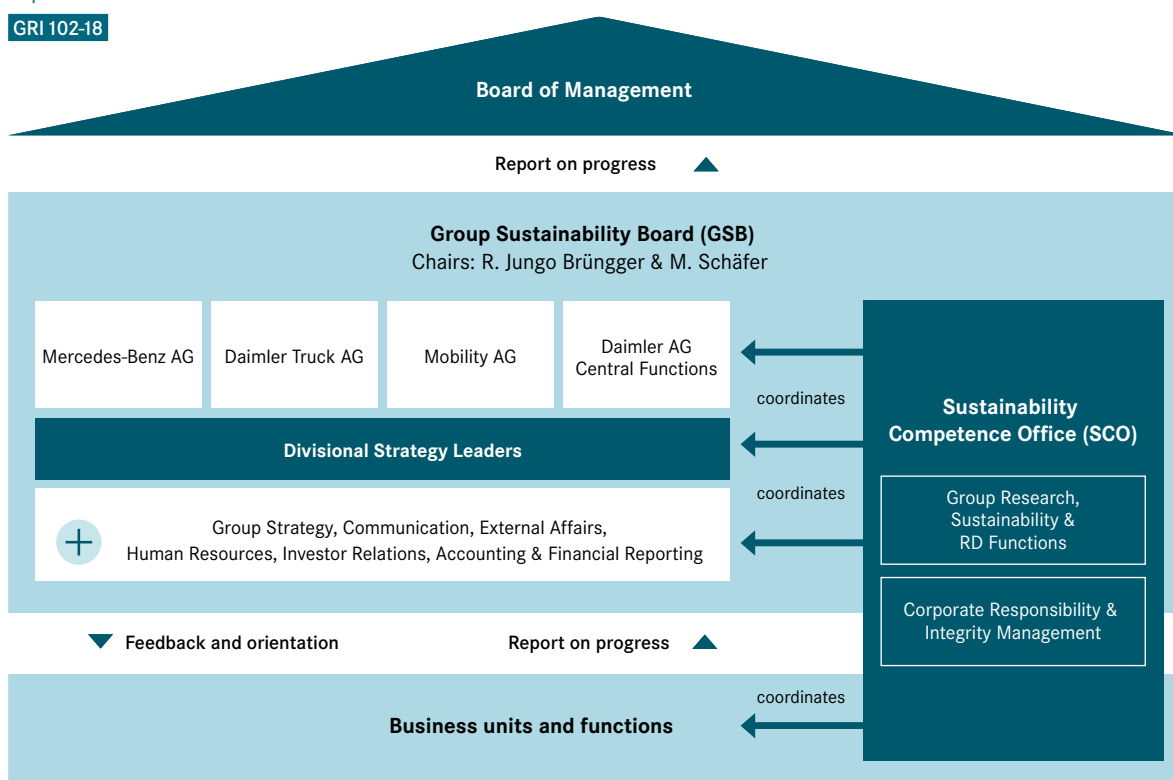 GRI 102-18
Board of Management
Report on progress
Group Sustainability Board (GSB)
Chairs: R. Jungo Brüngger & M. Schäfer
Mercedes-Benz AG
Daimler Truck AG
Mobility AG
Daimler AG
Central Functions
coordinates
Divisional Strategy Leaders
coordinates
Group Strategy, Communication, External Affairs,
Human Resources, Investor Relations, Accounting & Financial Reporting
Sustainability
Competence Office (SCO)
Group Research,
Sustainability &
RD Functions
Corporate Responsibility &
Integrity Management
Feedback and orientation
Report on progress
coordinates
Business units and functions